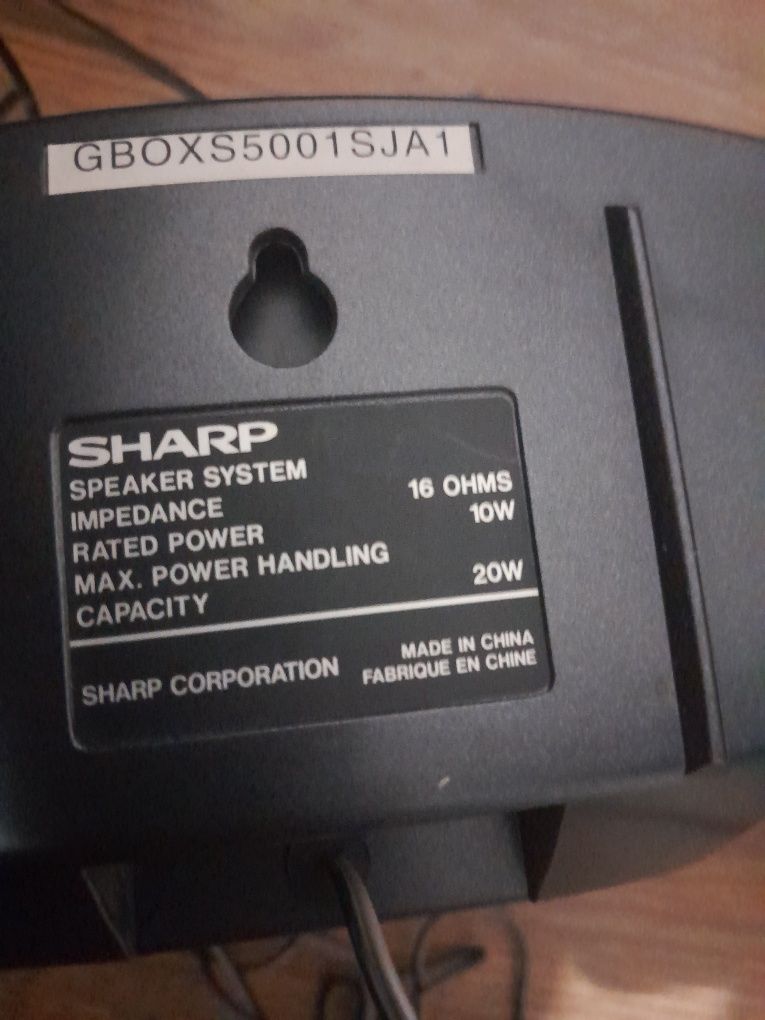 GBOXS5001SJA1
SHARP
SPEAKER SYSTEM
IMPEDANCE 16 OHMS
RATED POWER 10W
MAX. POWER HANDLING
CAPACITY 20W
SHARP CORPORATION
MADE IN CHINA
FABRIQUE EN CHINE